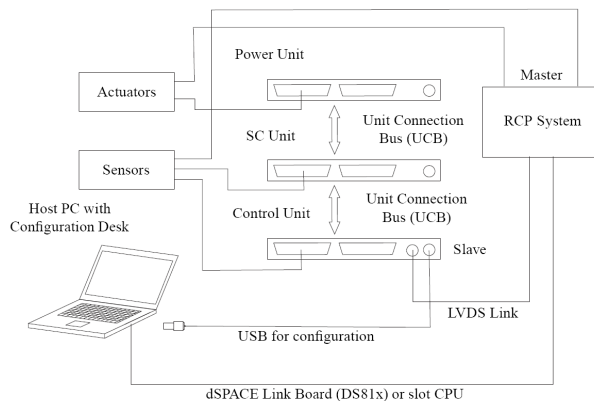 Power Unit
Master
Actuators
SC Unit
Unit Connection
Bus (UCB)
RCP System
Sensors
Host PC with
Configuration Desk
Control Unit
Unit Connection
Bus (UCB)
Slave
LVDS Link
USB for configuration
dSPACE Link Board (DS81x) or slot CPU